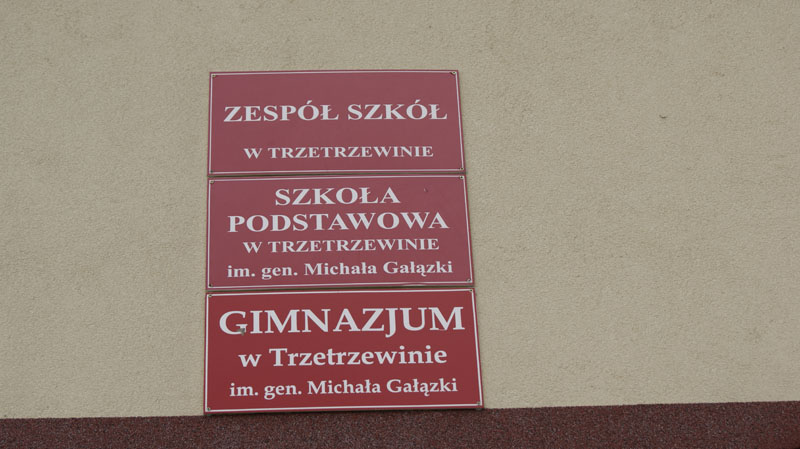 ZESPÓŁ SZKÓŁ
W TRZETRZEWINIE
SZKOŁA
PODSTAWOWA
W TRZETRZEWINIE
im. gen. Michała Gałązki
GIMNAZJUM
w Trzetrzewinie
im. gen. Michała Gałązki